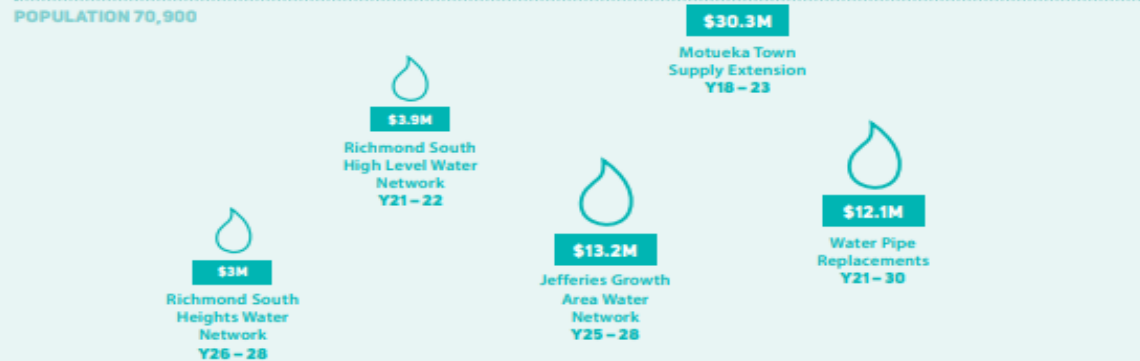 POPULATION 70,900
$30.3M
Motueka Town
Supply Extension
Y18 – 23
$3.9M
Richmond South
High Level Water
Network
Y21 – 22
$12.1M
Water Pipe
Replacements
Y21 – 30
$13.2M
Jefferies Growth
Area Water
Network
Y25 – 28
$3M
Richmond South
Heights Water
Network
Y26 – 28